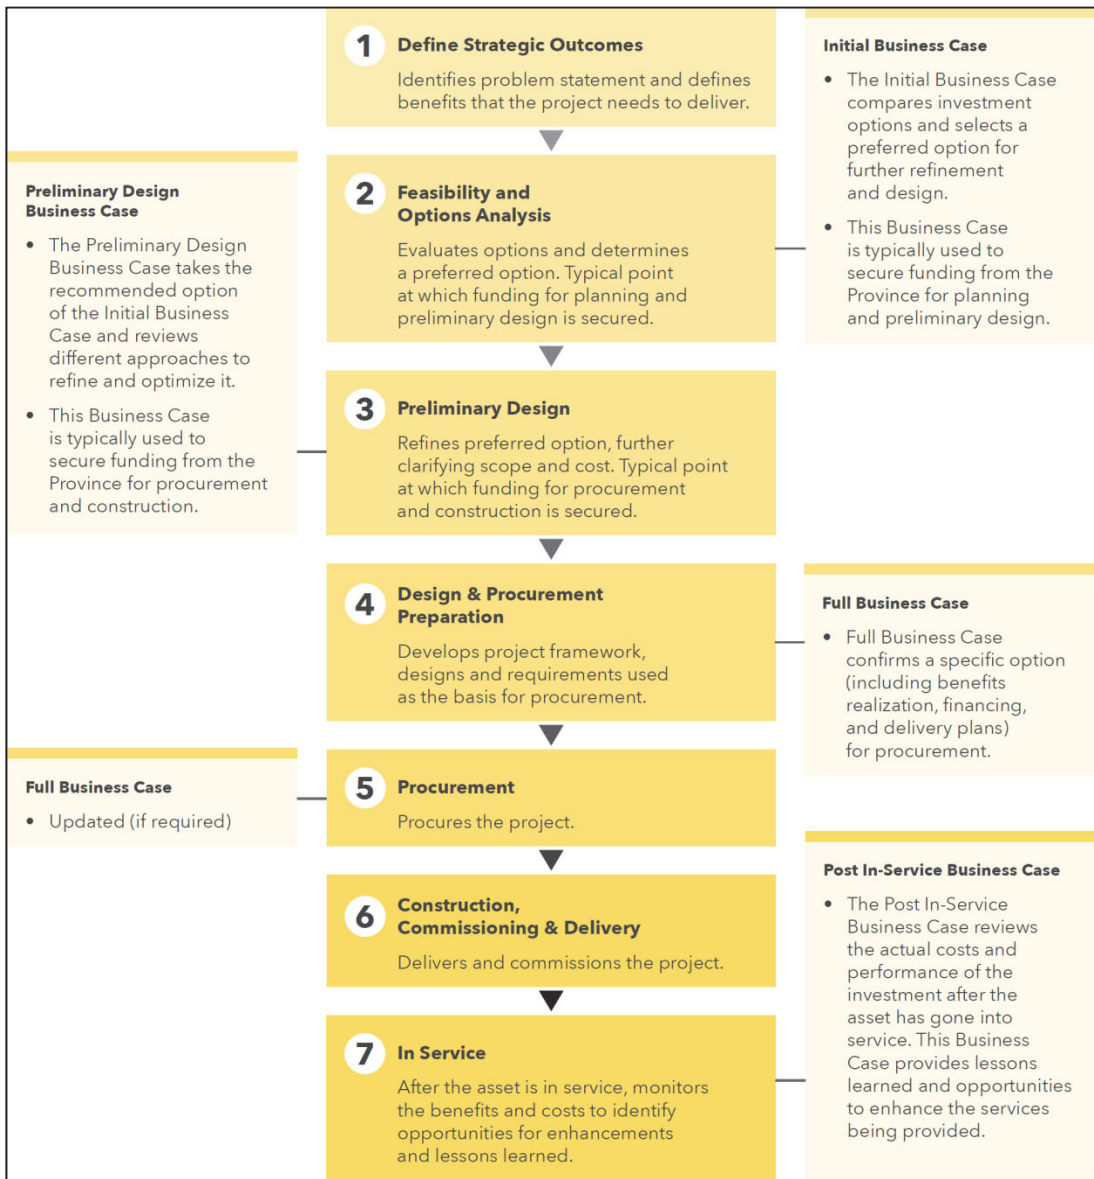 1
Define Strategic Outcomes
Identifies problem statement and defines
benefits that the project needs to deliver.
Initial Business Case
• The Initial Business Case
compares investment
options and selects a
preferred option for
further refinement
and design.
• This Business Case
is typically used to
secure funding from the
Province for planning
and preliminary design.
2
Feasibility and
Options Analysis
Evaluates options and determines
a preferred option. Typical point
at which funding for planning and
preliminary design is secured.
Preliminary Design
Business Case
• The Preliminary Design
Business Case takes the
recommended option
of the Initial Business
Case and reviews
different approaches to
refine and optimize it.
• This Business Case
is typically used to
secure funding from the
Province for procurement
and construction.
3
Preliminary Design
Refines preferred option, further
clarifying scope and cost. Typical point
at which funding for procurement
and construction is secured.
4
Design & Procurement
Preparation
Develops project framework,
designs and requirements used
as the basis for procurement.
Full Business Case
• Full Business Case
confirms a specific option
(including benefits
realization, financing,
and delivery plans)
for procurement.
5
Procurement
Procures the project.
Full Business Case
• Updated (if required)
6
Construction,
Commissioning & Delivery
Delivers and commissions the project.
7
In Service
After the asset is in service, monitors
the benefits and costs to identify
opportunities for enhancements
and lessons learned.
Post In-Service Business Case
• The Post In-Service
Business Case reviews
the actual costs and
performance of the
investment after the
asset has gone into
service. This Business
Case provides lessons
learned and opportunities
to enhance the services
being provided.